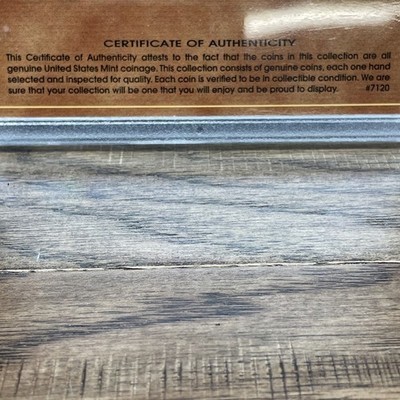 CERTIFICATE OF AUTHENTICITY
This Certificate of Authenticity attests to the fact that the coins in this collection are all
genuine United States Mint coinage. This collection consists of genuine coins, each one hand
selected and inspected for quality. Each coin is verified to be in collectible condition. We are
sure that your collection will be one that you will enjoy and be proud to display. #7120